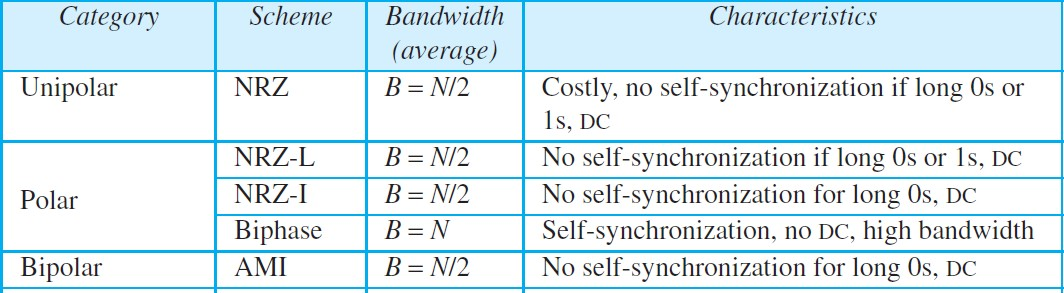 Category Scheme Bandwidth (average) Characteristics
Unipolar NRZ B = N/2 Costly, no self-synchronization if long 0s or 1s, DC
Polar NRZ-L B = N/2 No self-synchronization if long 0s or 1s, DC
NRZ-I B = N/2 No self-synchronization for long 0s, DC
Biphase B = N Self-synchronization, no DC, high bandwidth
Bipolar AMI B = N/2 No self-synchronization for long 0s, DC